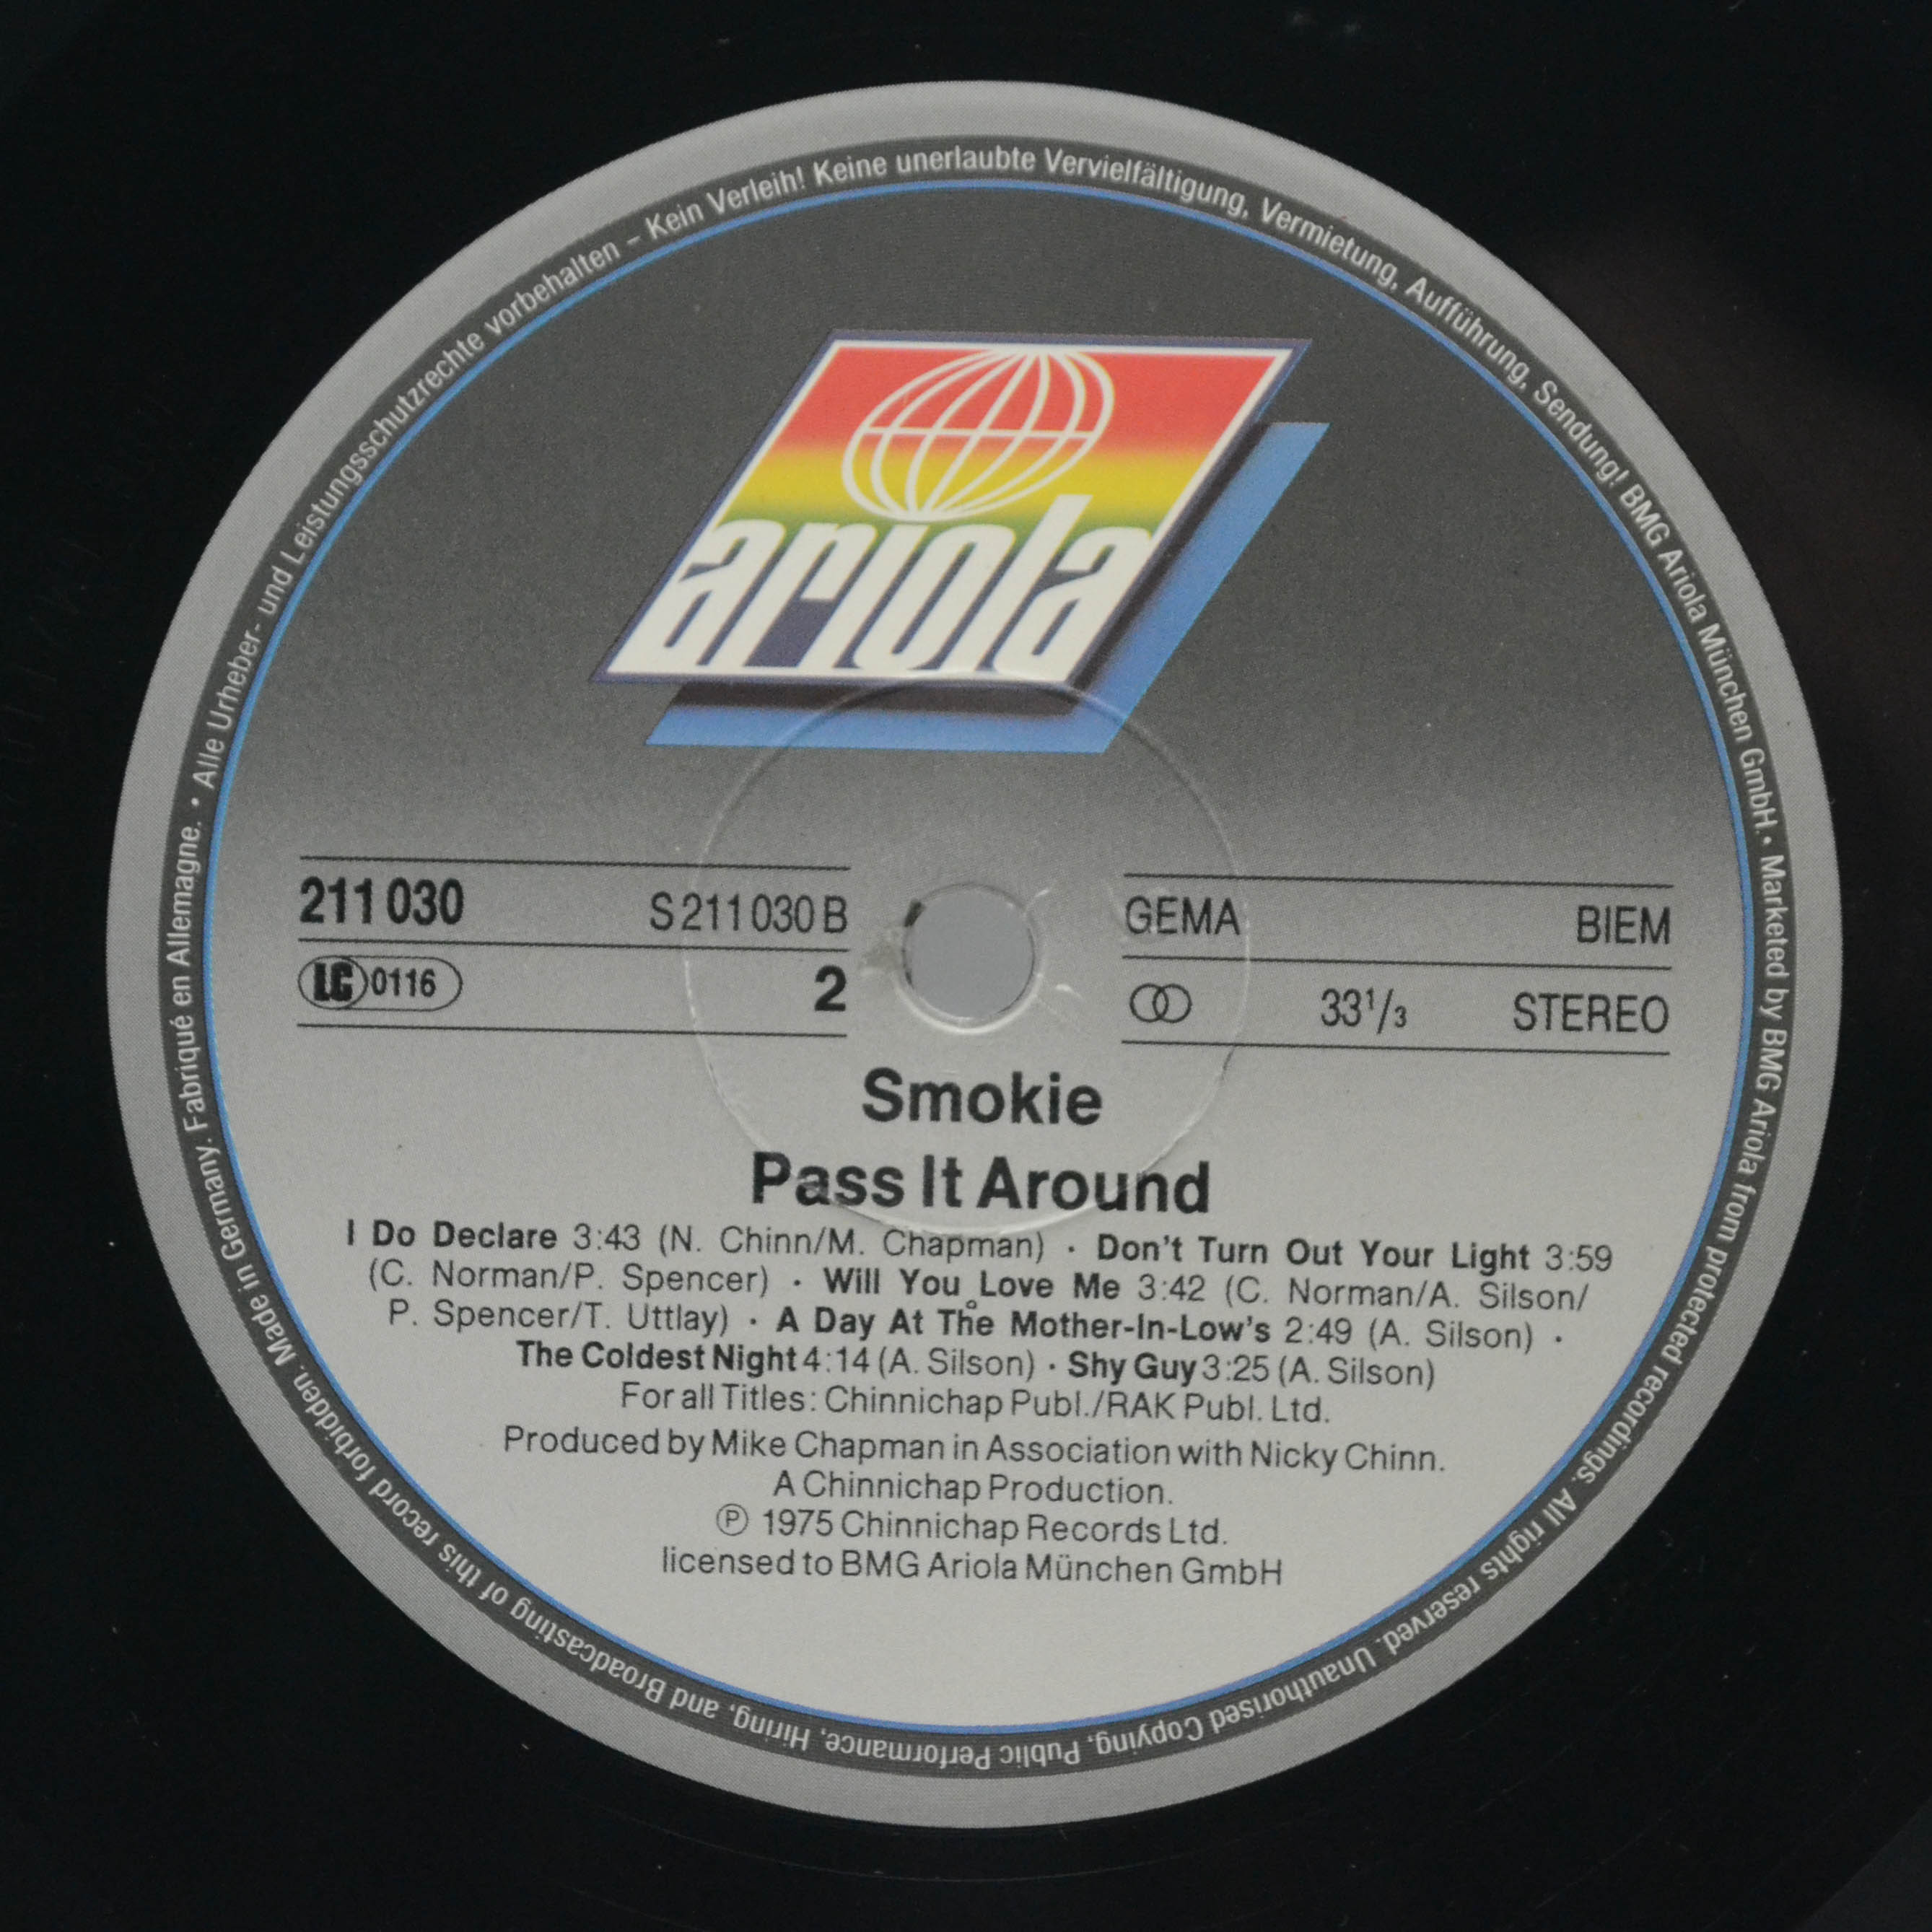 • Alle Urheber- und Leistungsschutzrechte vorbehalten – Kein Verleih! Keine unerlaubte Vervielfältigung, Vermietung, Aufführung, Sendung! BMG Ariola München GmbH. • Marketed by BMG Ariola from protected recordings. All rights reserved. Unauthorised Copying, Public Performance, Hiring, and Broadcasting of this record forbidden. Made in Germany. Fabriqué en Allemagne.
ariola
211 030 S 211 030 B GEMA BIEM
LC 0116 2 33 1/3 STEREO
Smokie
Pass It Around
I Do Declare 3:43 (N. Chinn/M. Chapman) · Don't Turn Out Your Light 3:59
(C. Norman/P. Spencer) · Will You Love Me 3:42 (C. Norman/A. Silson/
P. Spencer/T. Uttlay) · A Day At The Mother-In-Low's 2:49 (A. Silson) ·
The Coldest Night 4:14 (A. Silson) · Shy Guy 3:25 (A. Silson)
For all Titles: Chinnichap Publ./RAK Publ. Ltd.
Produced by Mike Chapman in Association with Nicky Chinn.
A Chinnichap Production.
Ⓟ 1975 Chinnichap Records Ltd.
licensed to BMG Ariola München GmbH